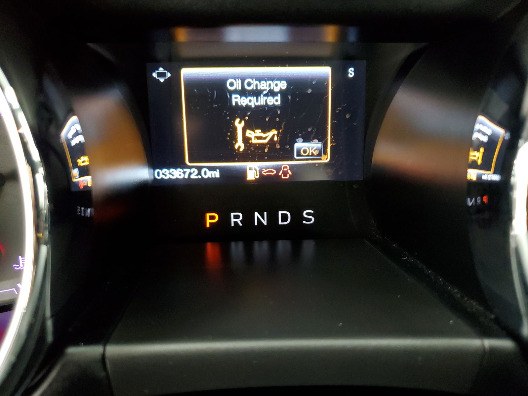 S
Oil Change
Required
OK
033672.0mi
P R N D S